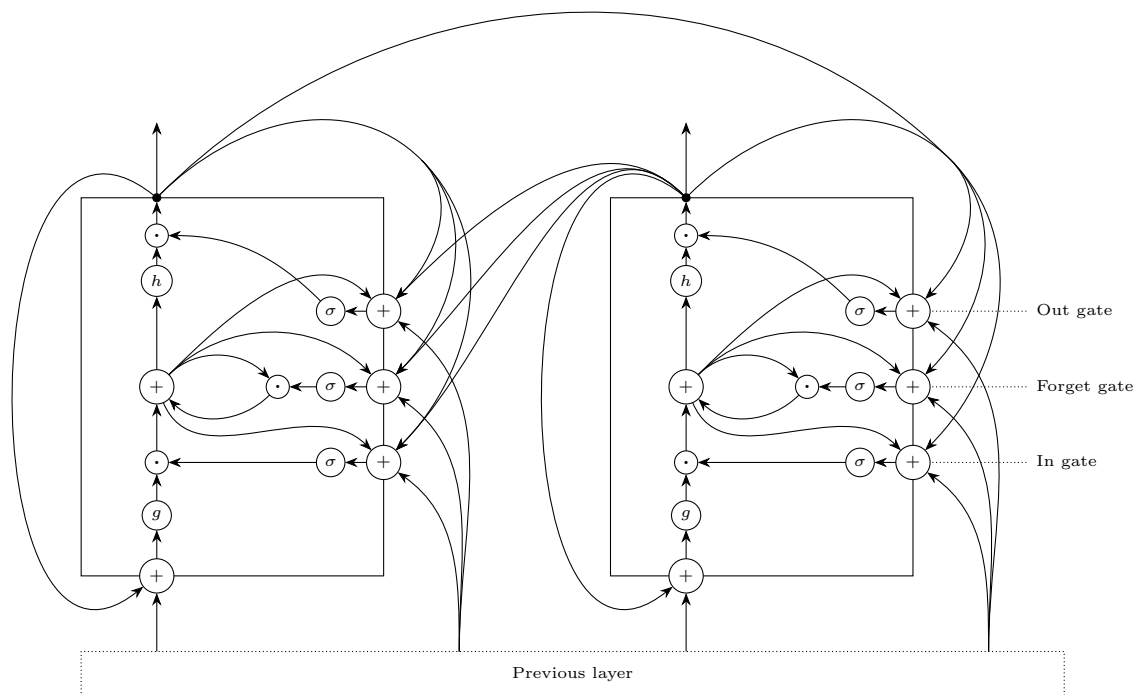 ·
·
h
h
σ
+
σ
+
Out gate
+
·
σ
+
+
·
σ
+
Forget gate
·
σ
+
·
σ
+
In gate
g
g
+
+
Previous layer